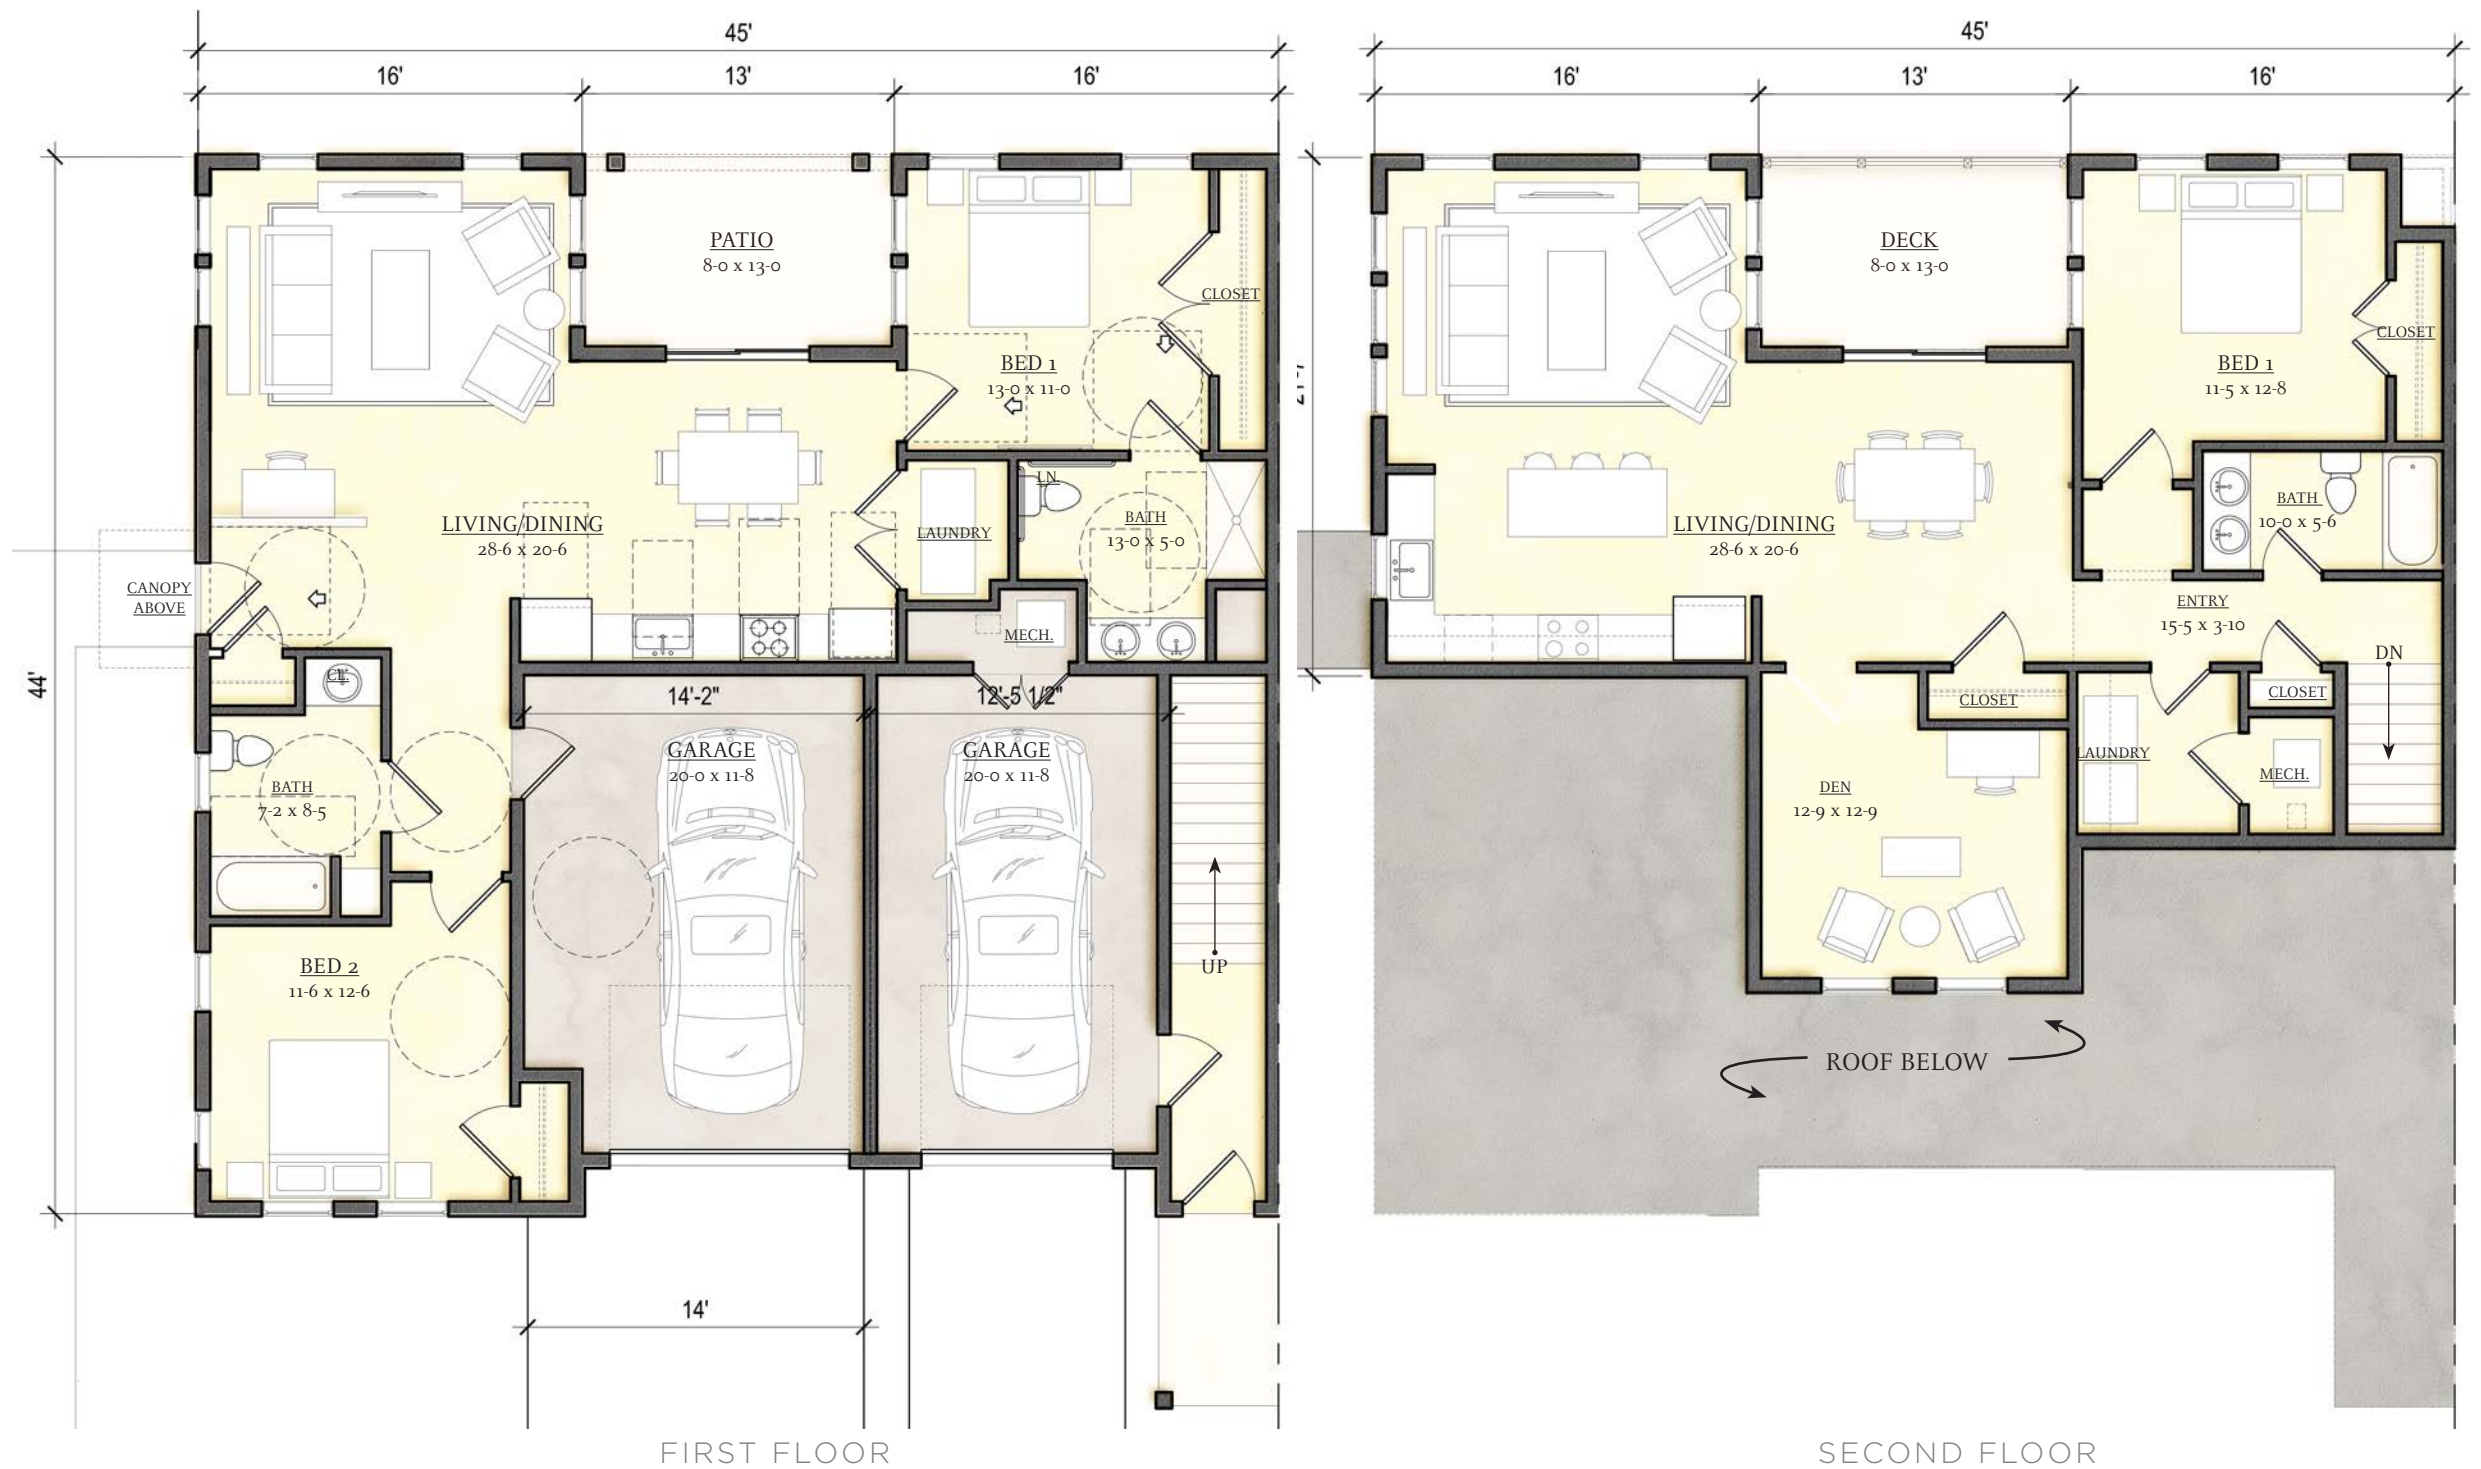 45'
16'
13'
16'
44'
PATIO
8-0 x 13-0
CLOSET
BED 1
13-0 x 11-0
LN.
LIVING/DINING
28-6 x 20-6
LAUNDRY
BATH
13-0 x 5-0
CANOPY
ABOVE
MECH.
CL.
14'-2"
12'-5 1/2"
GARAGE
20-0 x 11-8
GARAGE
20-0 x 11-8
BATH
7-2 x 8-5
BED 2
11-6 x 12-6
UP
14'
FIRST FLOOR
45'
16'
13'
16'
DECK
8-0 x 13-0
CLOSET
BED 1
11-5 x 12-8
BATH
10-0 x 5-6
LIVING/DINING
28-6 x 20-6
ENTRY
15-5 x 3-10
DN
CLOSET
CLOSET
LAUNDRY
MECH.
DEN
12-9 x 12-9
ROOF BELOW
SECOND FLOOR